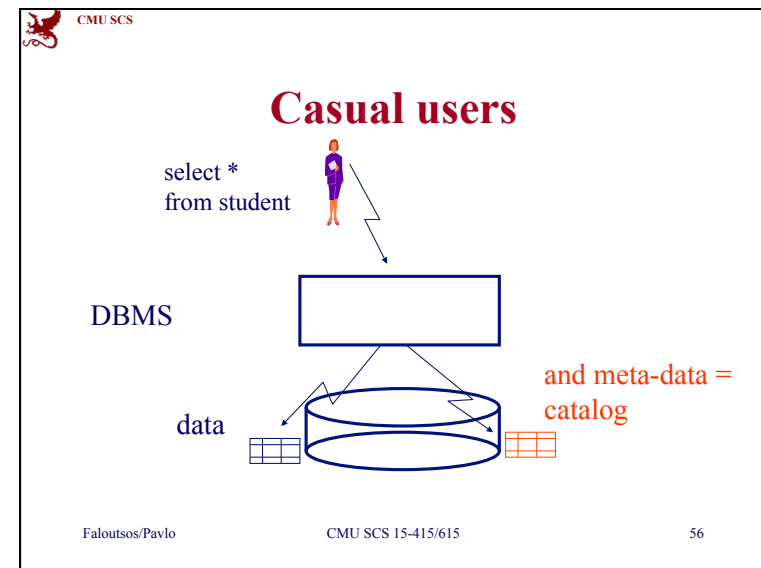 CMU SCS
Casual users
select *
from student
DBMS
and meta-data =
catalog
data
Faloutsos/Pavlo
CMU SCS 15-415/615
56